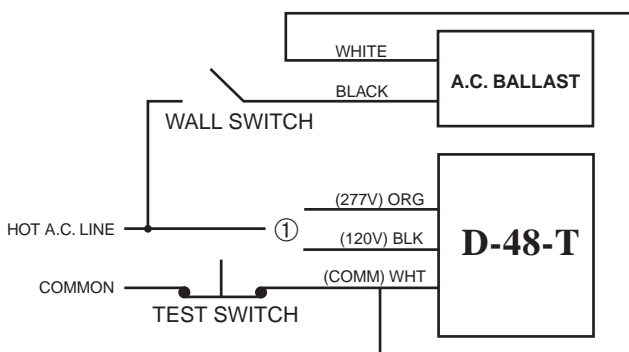 WHITE
A.C. BALLAST
BLACK
WALL SWITCH
(277V) ORG
HOT A.C. LINE
①
(120V) BLK
D-48-T
(COMM) WHT
COMMON
TEST SWITCH